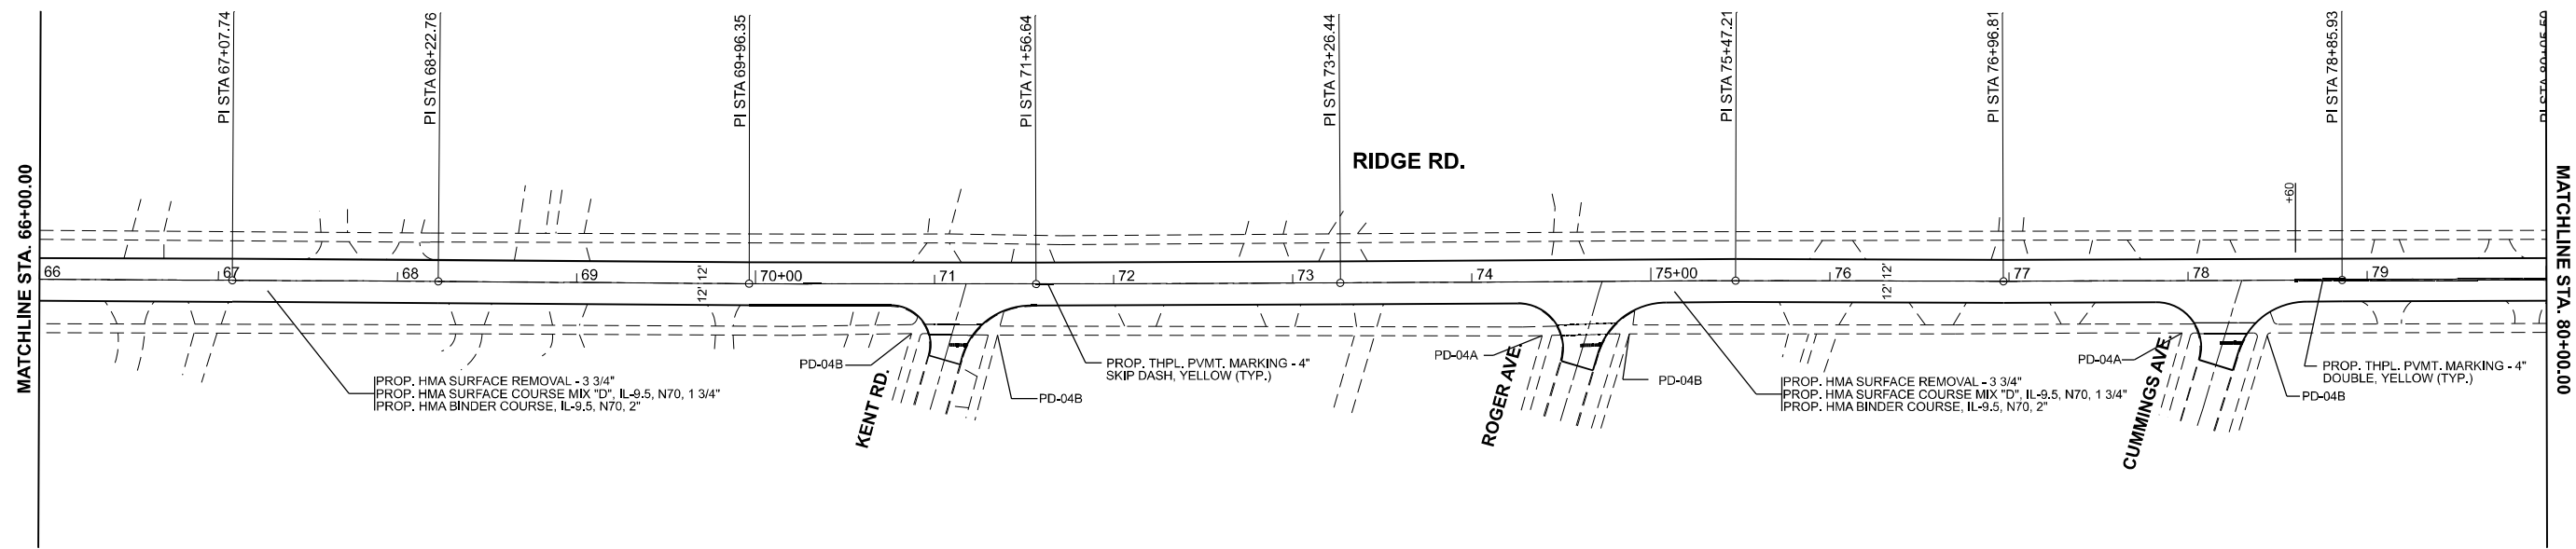 PI STA 67+07.74
PI STA 68+22.76
PI STA 69+96.35
PI STA 71+56.64
PI STA 73+26.44
PI STA 75+47.21
PI STA 76+96.81
PI STA 78+85.93
RIDGE RD.
MATCHLINE STA. 66+00.00
MATCHLINE STA. 80+00.00
+60
66
67
68
69
12' 12'
70+00
71
72
73
74
75+00
76
12' 12'
77
78
79
PD-04B
KENT RD.
PD-04B
PROP. HMA SURFACE REMOVAL - 3 3/4"
PROP. HMA SURFACE COURSE MIX "D", IL-9.5, N70, 1 3/4"
PROP. HMA BINDER COURSE, IL-9.5, N70, 2"
PROP. THPL. PVMT. MARKING - 4"
SKIP DASH, YELLOW (TYP.)
PD-04A
ROGER AVE.
PD-04B
PROP. HMA SURFACE REMOVAL - 3 3/4"
PROP. HMA SURFACE COURSE MIX "D", IL-9.5, N70, 1 3/4"
PROP. HMA BINDER COURSE, IL-9.5, N70, 2"
PD-04A
CUMMINGS AVE.
PROP. THPL. PVMT. MARKING - 4"
DOUBLE, YELLOW (TYP.)
PD-04B